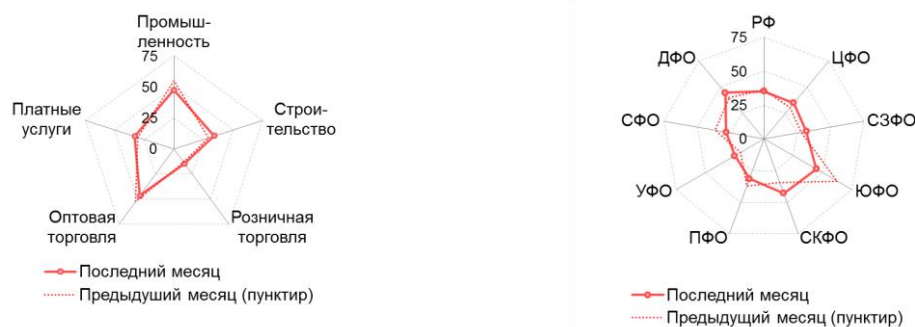 Промыш-
ленность
75
50
25
0
Платные
услуги
Строи-
тельство
Оптовая
торговля
Розничная
торговля
Последний месяц
Предыдуший месяц (пунктир)
РФ
75
50
25
0
ДФО
ЦФО
СФО
СЗФО
УФО
ЮФО
ПФО
СКФО
Последний месяц
Предыдущий месяц (пунктир)